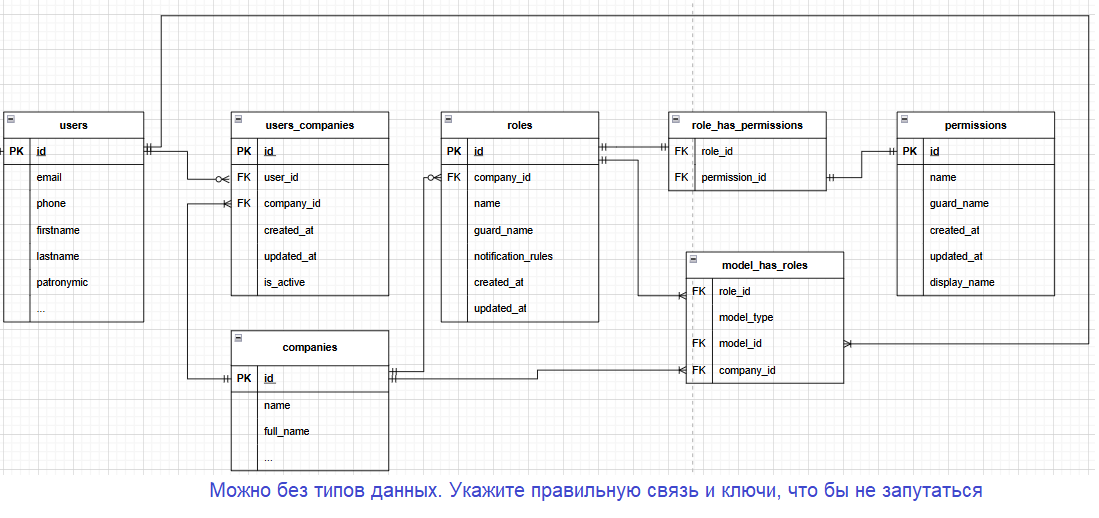 users
PK id
email
phone
firstname
lastname
patronymic
...
users_companies
PK id
FK user_id
FK company_id
created_at
updated_at
is_active
roles
PK id
FK company_id
name
guard_name
notification_rules
created_at
updated_at
role_has_permissions
FK role_id
FK permission_id
permissions
PK id
name
guard_name
created_at
updated_at
display_name
companies
PK id
name
full_name
...
model_has_roles
FK role_id
model_type
FK model_id
FK company_id
Можно без типов данных. Укажите правильную связь и ключи, что бы не запутаться